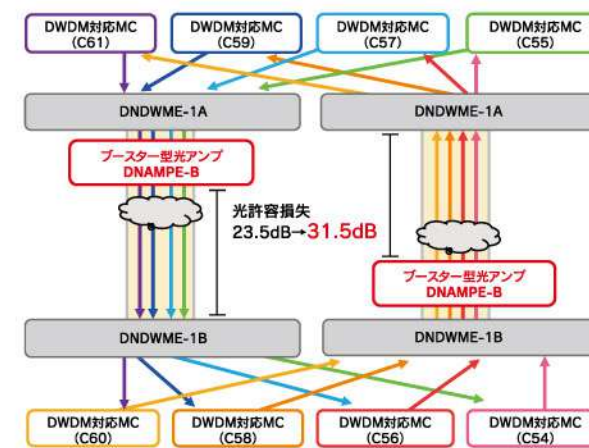 DWDM対応MC
(C61)
DWDM対応MC
(C59)
DWDM対応MC
(C57)
DWDM対応MC
(C55)
DNDWME-1A
DNDWME-1A
ブースター型光アンプ
DNAMPE-B
光許容損失
23.5dB→31.5dB
ブースター型光アンプ
DNAMPE-B
DNDWME-1B
DNDWME-1B
DWDM対応MC
(C60)
DWDM対応MC
(C58)
DWDM対応MC
(C56)
DWDM対応MC
(C54)